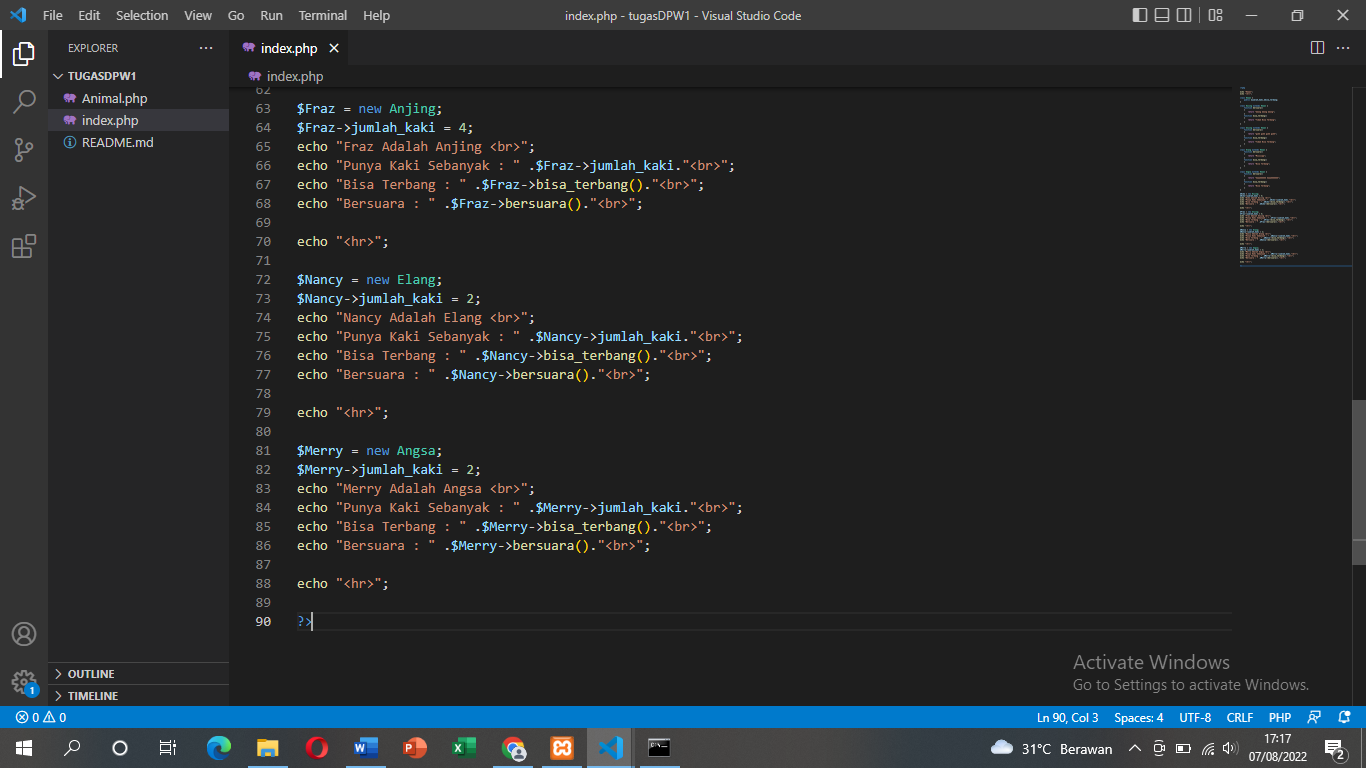 File Edit Selection View Go Run Terminal Help
index.php - tugasDPW1 - Visual Studio Code
EXPLORER
TUGASDPW1
Animal.php
index.php
README.md
OUTLINE
TIMELINE
index.php
index.php
62
63 $Fraz = new Anjing;
64 $Fraz->jumlah_kaki = 4;
65 echo "Fraz Adalah Anjing <br>";
66 echo "Punya Kaki Sebanyak : " .$Fraz->jumlah_kaki."<br>";
67 echo "Bisa Terbang : " .$Fraz->bisa_terbang()."<br>";
68 echo "Bersuara : " .$Fraz->bersuara()."<br>";
69
70 echo "<hr>";
71
72 $Nancy = new Elang;
73 $Nancy->jumlah_kaki = 2;
74 echo "Nancy Adalah Elang <br>";
75 echo "Punya Kaki Sebanyak : " .$Nancy->jumlah_kaki."<br>";
76 echo "Bisa Terbang : " .$Nancy->bisa_terbang()."<br>";
77 echo "Bersuara : " .$Nancy->bersuara()."<br>";
78
79 echo "<hr>";
80
81 $Merry = new Angsa;
82 $Merry->jumlah_kaki = 2;
83 echo "Merry Adalah Angsa <br>";
84 echo "Punya Kaki Sebanyak : " .$Merry->jumlah_kaki."<br>";
85 echo "Bisa Terbang : " .$Merry->bisa_terbang()."<br>";
86 echo "Bersuara : " .$Merry->bersuara()."<br>";
87
88 echo "<hr>";
89
90 ?>
Activate Windows
Go to Settings to activate Windows.
1
0 0
Ln 90, Col 3 Spaces: 4 UTF-8 CRLF PHP
31°C Berawan
17:17
07/08/2022
2